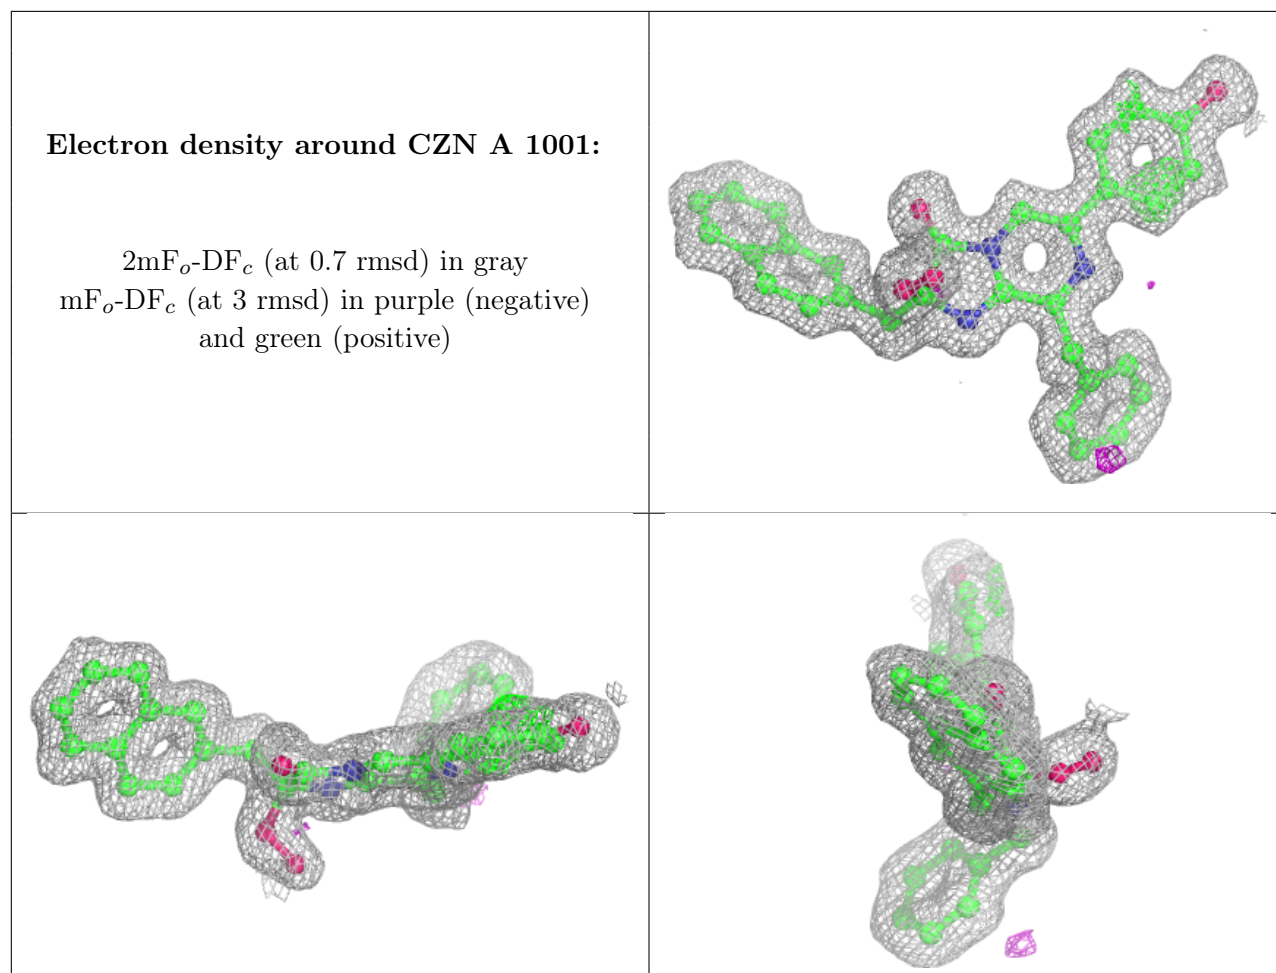 Electron density around CZN A 1001:
2mFo-DFc (at 0.7 rmsd) in gray
mFo-DFc (at 3 rmsd) in purple (negative)
and green (positive)